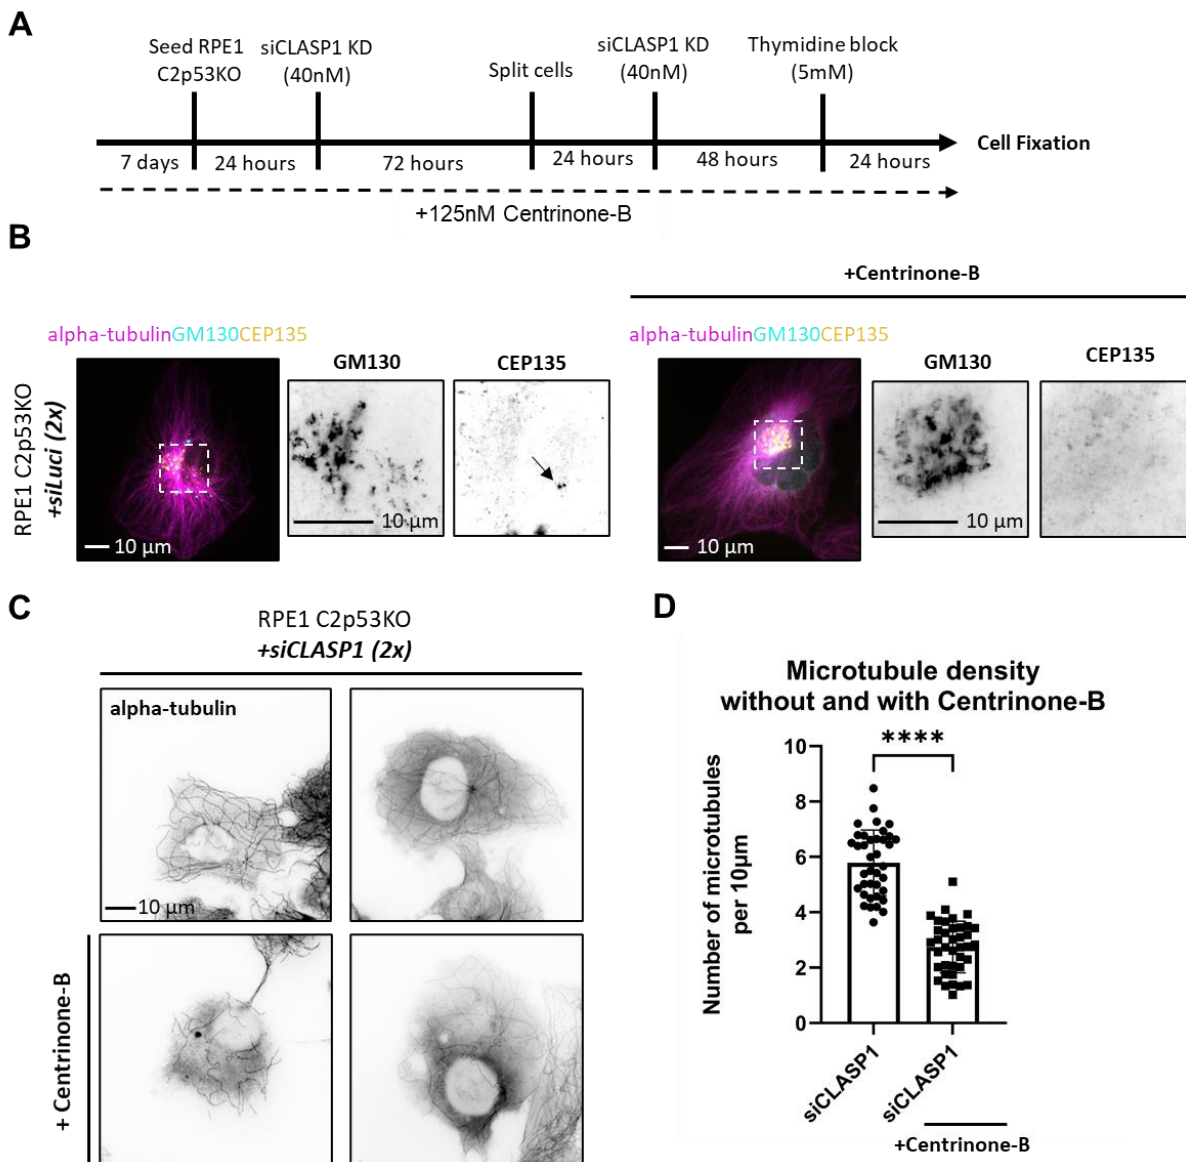 A
Seed RPE1
C2p53KO
siCLASP1 KD
(40nM)
Split cells
siCLASP1 KD
(40nM)
Thymidine block
(5mM)
7 days
24 hours
72 hours
24 hours
48 hours
24 hours
Cell Fixation
+125nM Centrinone-B
B
+Centrinone-B
RPE1 C2p53KO
+siLuci (2x)
alpha-tubulinGM130CEP135
GM130
CEP135
10 µm
10 µm
alpha-tubulinGM130CEP135
GM130
CEP135
10 µm
10 µm
C
RPE1 C2p53KO
+siCLASP1 (2x)
alpha-tubulin
10 µm
+ Centrinone-B
D
Microtubule density
without and with Centrinone-B
****
Number of microtubules
per 10µm
10
8
6
4
2
0
siCLASP1
siCLASP1
+Centrinone-B